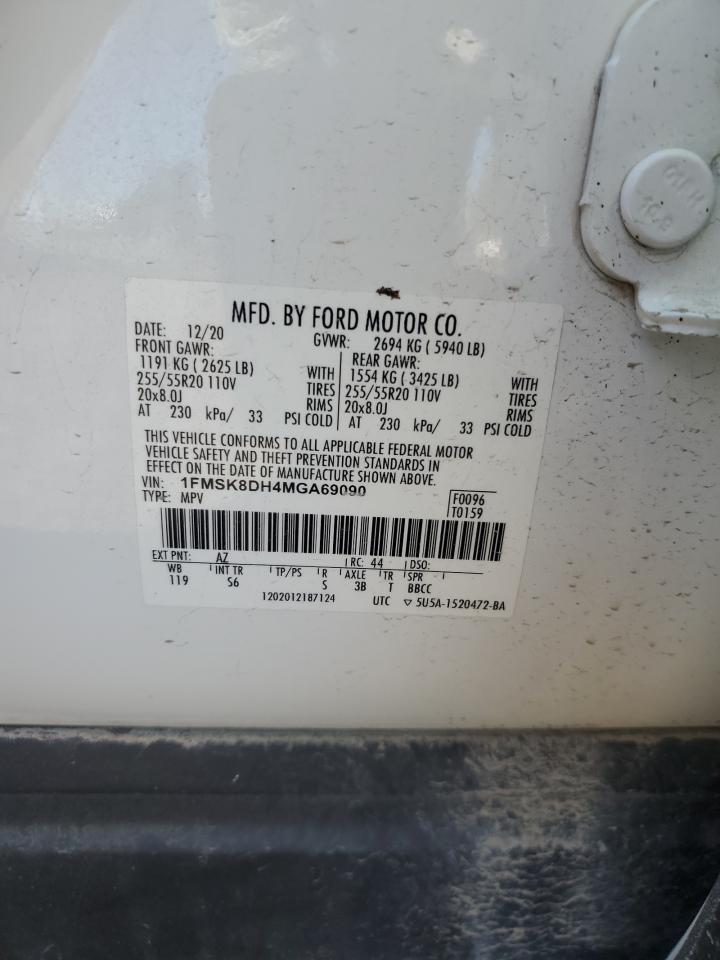 MFD. BY FORD MOTOR CO.
DATE: 12/20 GVWR: 2694 KG ( 5940 LB)
FRONT GAWR: REAR GAWR:
1191 KG ( 2625 LB) WITH 1554 KG ( 3425 LB) WITH
255/55R20 110V TIRES 255/55R20 110V TIRES
20x8.0J RIMS 20x8.0J RIMS
AT 230 kPa/ 33 PSI COLD AT 230 kPa/ 33 PSI COLD
THIS VEHICLE CONFORMS TO ALL APPLICABLE FEDERAL MOTOR
VEHICLE SAFETY AND THEFT PREVENTION STANDARDS IN
EFFECT ON THE DATE OF MANUFACTURE SHOWN ABOVE.
VIN: 1FMSK8DH4MGA69090
TYPE: MPV
F0096
T0159
EXT PNT: AZ RC: 44 DSO:
WB INT TR TP/PS R AXLE TR SPR
119 S6 S 3B T BBCC
1202012187124 UTC ▽ 5U5A-1520472-BA
10.9